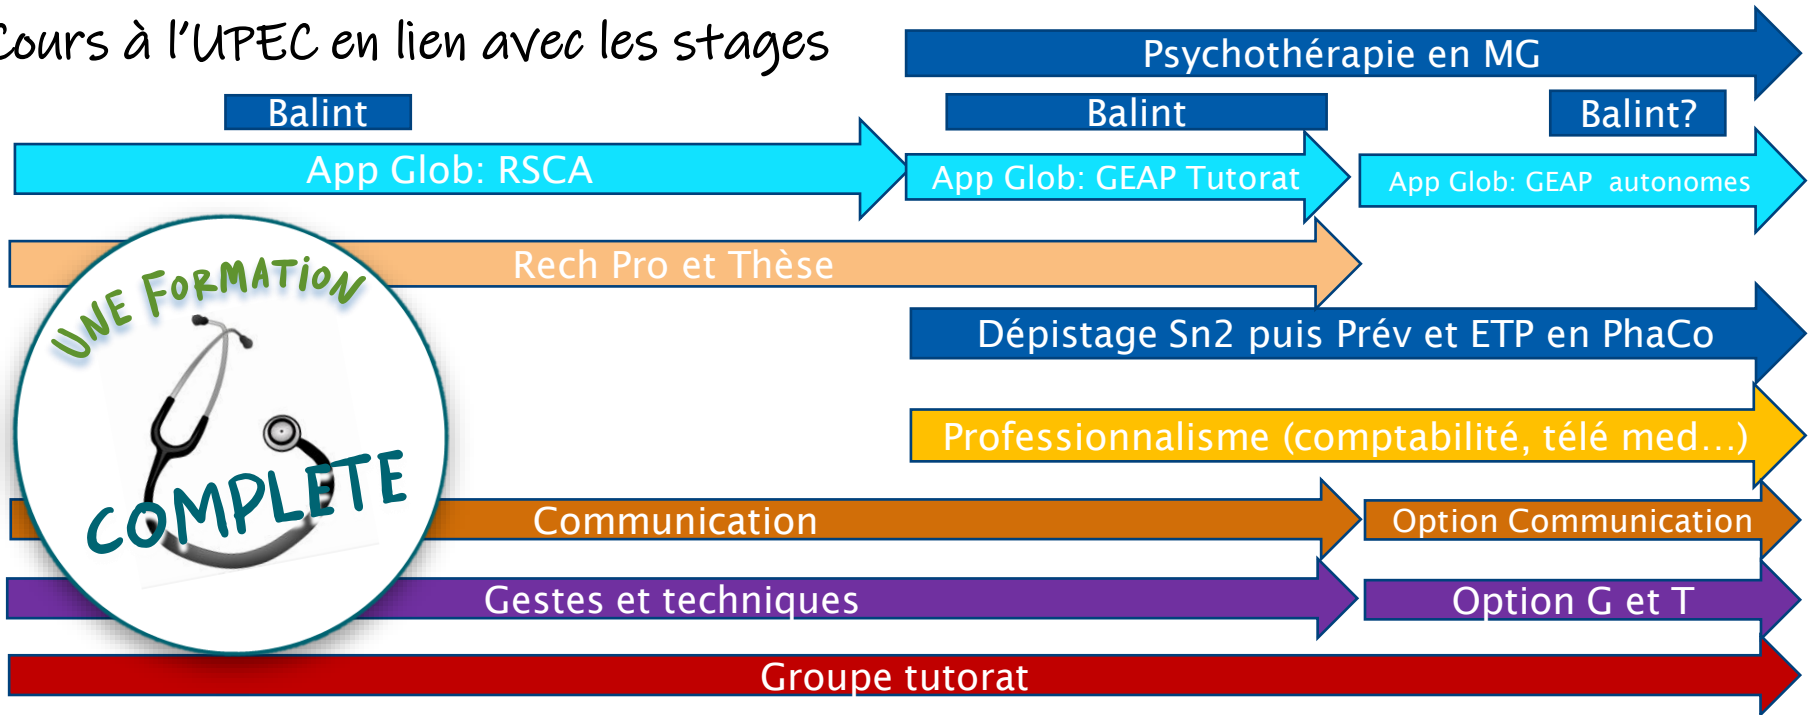 Cours à l'UPEC en lien avec les stages
Psychothérapie en MG
Balint
Balint
Balint?
App Glob: RSCA
App Glob: GEAP Tutorat
App Glob: GEAP autonomes
Rech Pro et Thèse
UNE FORMATION
COMPLETE
Dépistage Sn2 puis Prév et ETP en PhaCo
Professionnalisme (comptabilité, télé med...)
Communication
Option Communication
Gestes et techniques
Option G et T
Groupe tutorat